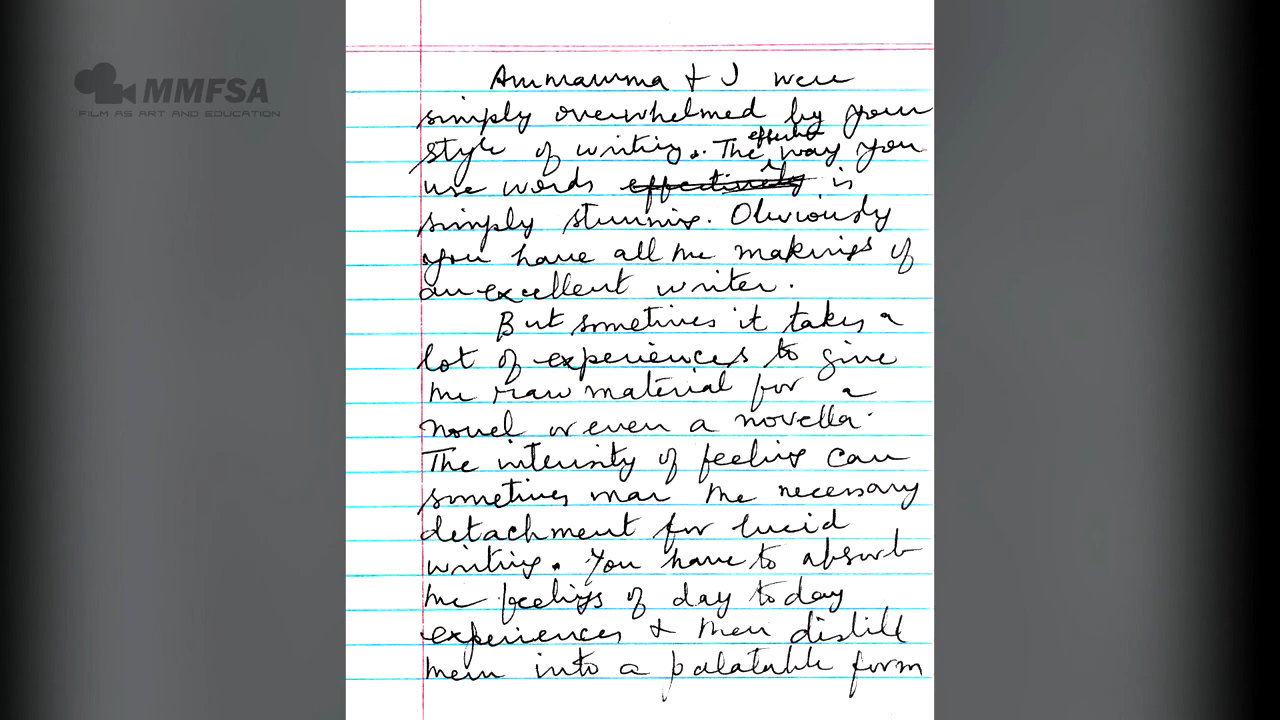 MMFSA
FILM AS ART AND EDUCATION
Ammamma & I were
simply overwhelmed by your
style of writing. The effective way you
use words effectively is
simply stunning. Obviously
you have all the makings of
an excellent writer.
But sometimes it takes a
lot of experiences to give
the raw material for a
novel or even a novella.
The intensity of feeling can
sometimes mar the necessary
detachment for lucid
writing. You have to absorb
the feelings of day to day
experiences & then distill
them into a palatable form